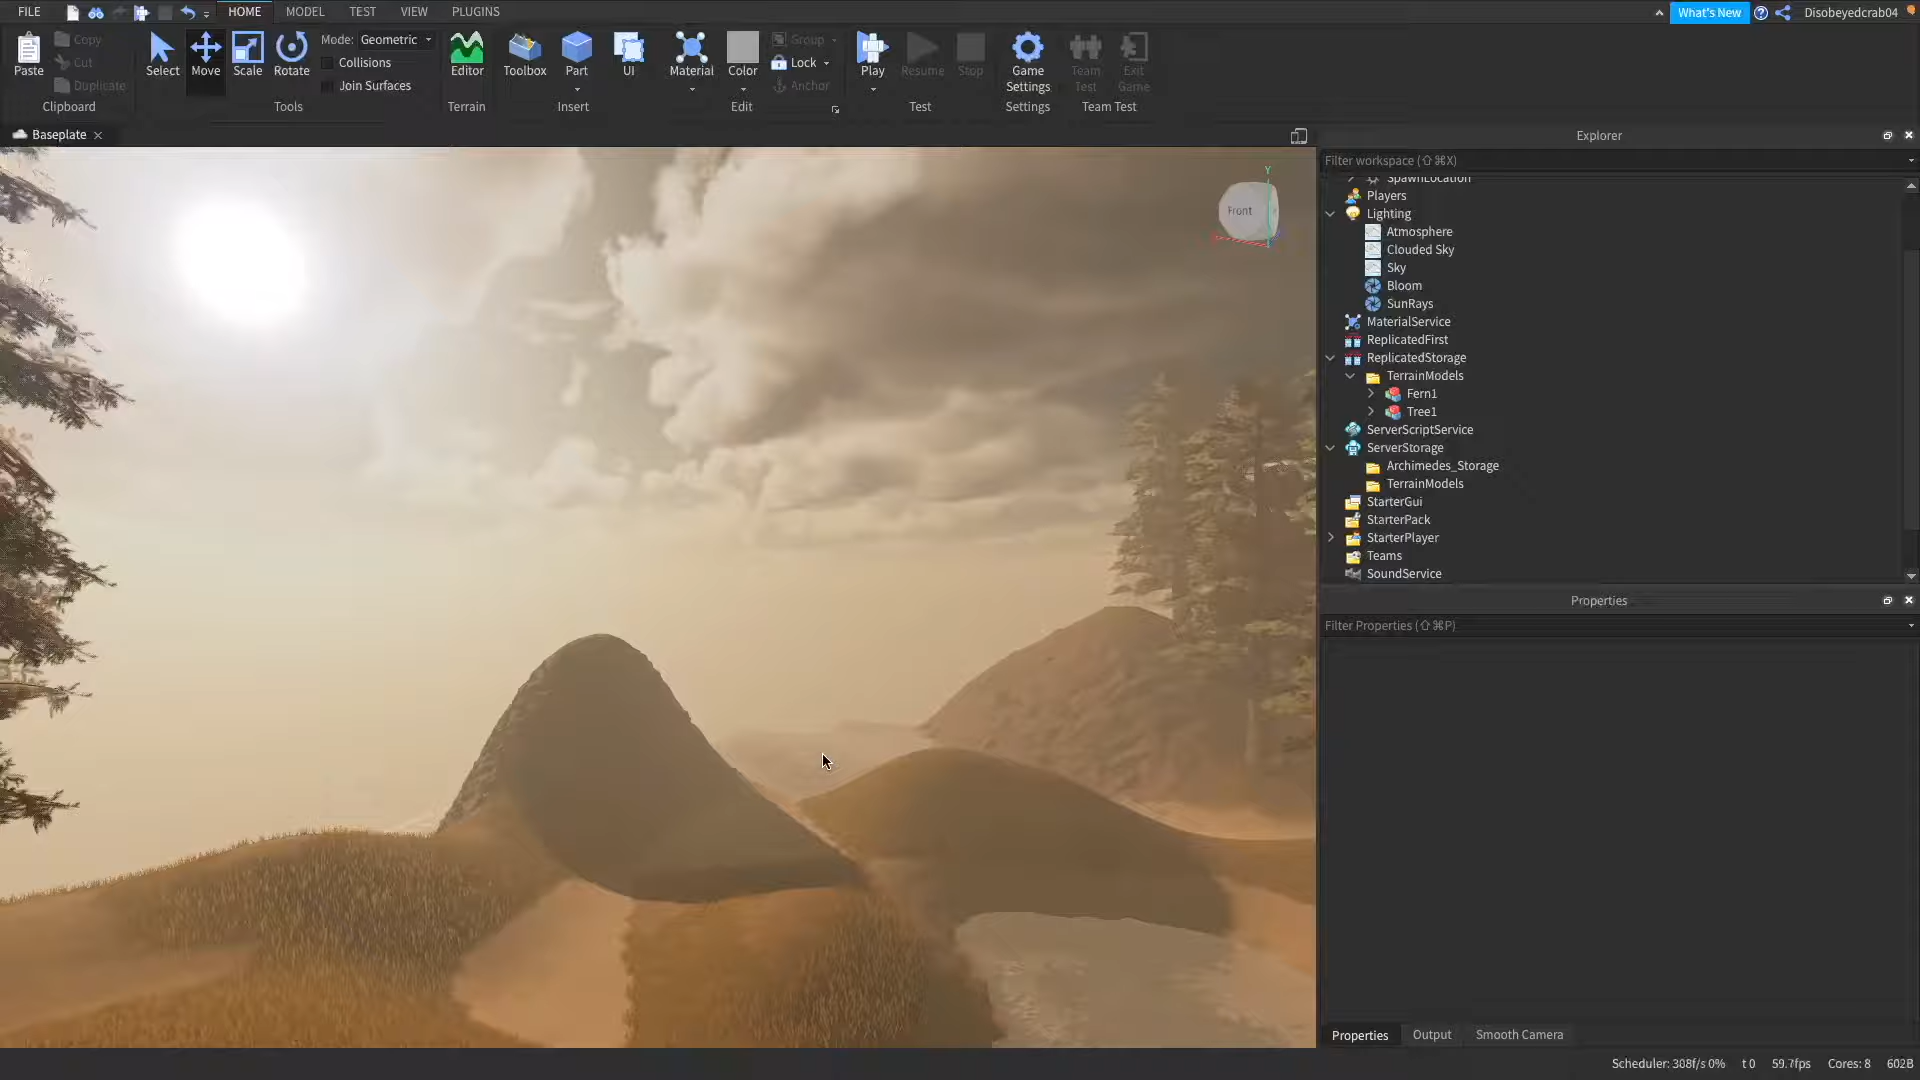 FILE HOME MODEL TEST VIEW PLUGINS What's New Disobeyedcrab04
Paste Copy Cut Duplicate Clipboard
Select Move Scale Rotate Mode: Geometric Collisions Join Surfaces Tools
Editor Terrain
Toolbox Part UI Insert
Material Color Group Lock Anchor Edit
Play Resume Stop Test
Game Settings Settings
Team Test Exit Game Team Test
Baseplate
Front
Y
Explorer
Filter workspace (⇧⌘X)
SpawnLocation
Players
Lighting
Atmosphere
Clouded Sky
Sky
Bloom
SunRays
MaterialService
ReplicatedFirst
ReplicatedStorage
TerrainModels
Fern1
Tree1
ServerScriptService
ServerStorage
Archimedes_Storage
TerrainModels
StarterGui
StarterPack
StarterPlayer
Teams
SoundService
Properties
Filter Properties (⇧⌘P)
Properties Output Smooth Camera
Scheduler: 308f/s 0% t 0 59.7fps Cores: 8 602B